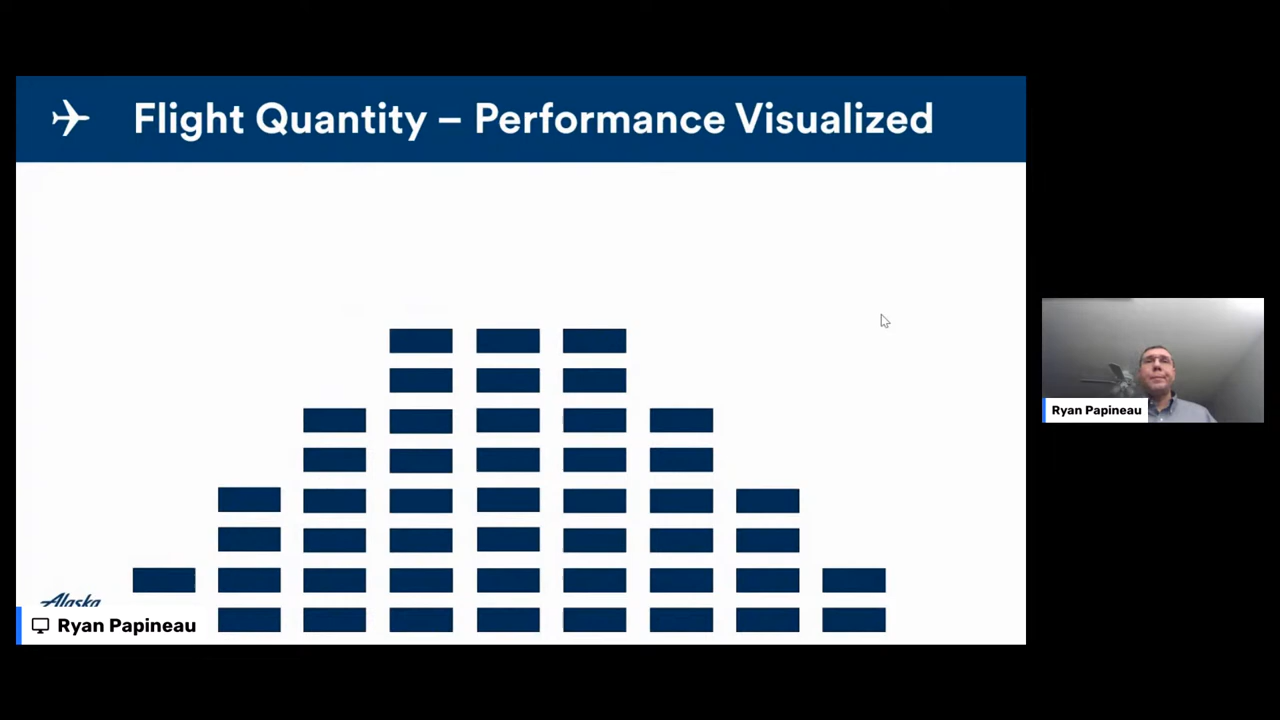 Flight Quantity – Performance Visualized
Alaska
Ryan Papineau
Ryan Papineau